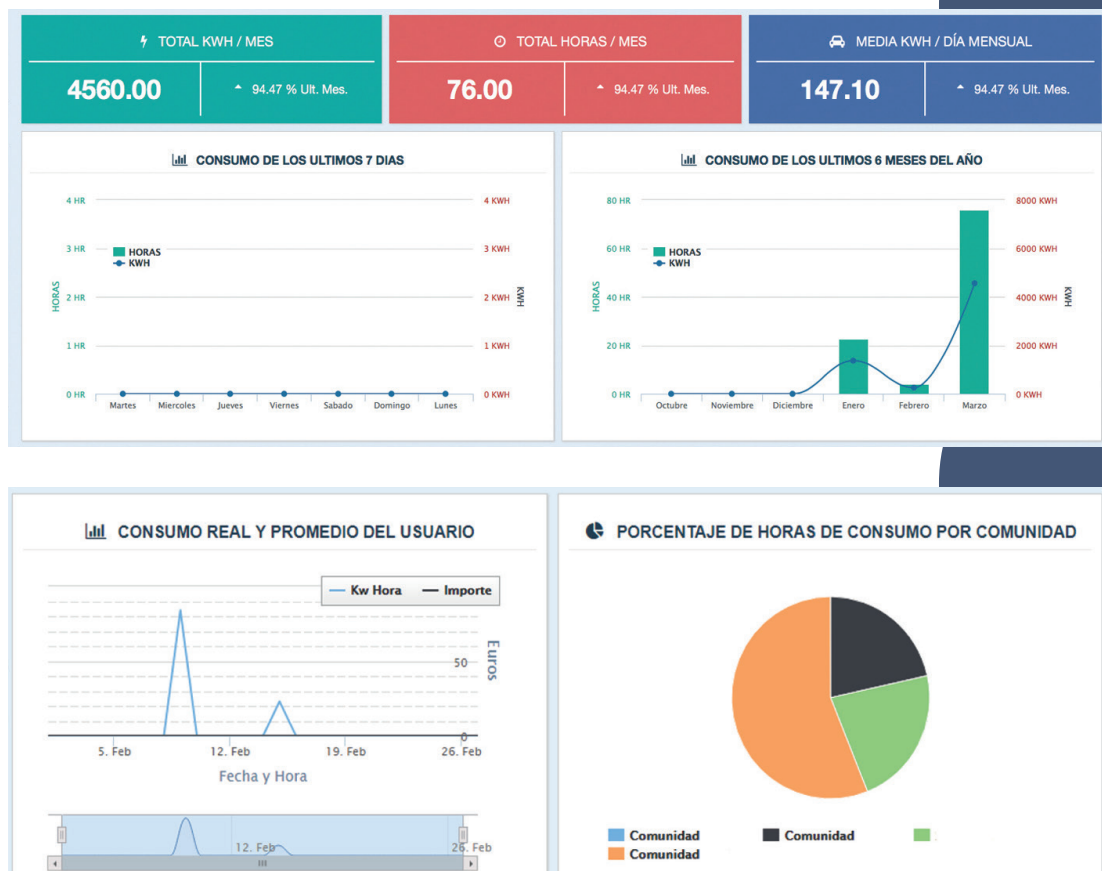 TOTAL KWH / MES
4560.00
94.47 % Ult. Mes.
TOTAL HORAS / MES
76.00
94.47 % Ult. Mes.
MEDIA KWH / DÍA MENSUAL
147.10
94.47 % Ult. Mes.
CONSUMO DE LOS ULTIMOS 7 DIAS
4 HR
3 HR
2 HR
1 HR
0 HR
HORAS
HORAS
KWH
4 KWH
3 KWH
2 KWH
1 KWH
0 KWH
KWH
Martes Miercoles Jueves Viernes Sabado Domingo Lunes
CONSUMO DE LOS ULTIMOS 6 MESES DEL AÑO
80 HR
60 HR
40 HR
20 HR
0 HR
HORAS
HORAS
KWH
8000 KWH
6000 KWH
4000 KWH
2000 KWH
0 KWH
KWH
Octubre Noviembre Diciembre Enero Febrero Marzo
CONSUMO REAL Y PROMEDIO DEL USUARIO
Kw Hora Importe
50
0
Euros
5. Feb 12. Feb 19. Feb 26. Feb
Fecha y Hora
12. Feb 26. Feb
PORCENTAJE DE HORAS DE CONSUMO POR COMUNIDAD
Comunidad Comunidad
Comunidad